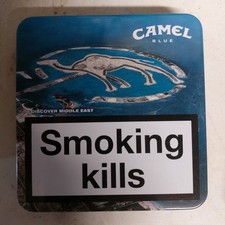 CAMEL
BLUE
DISCOVER MIDDLE EAST
Smoking
kills